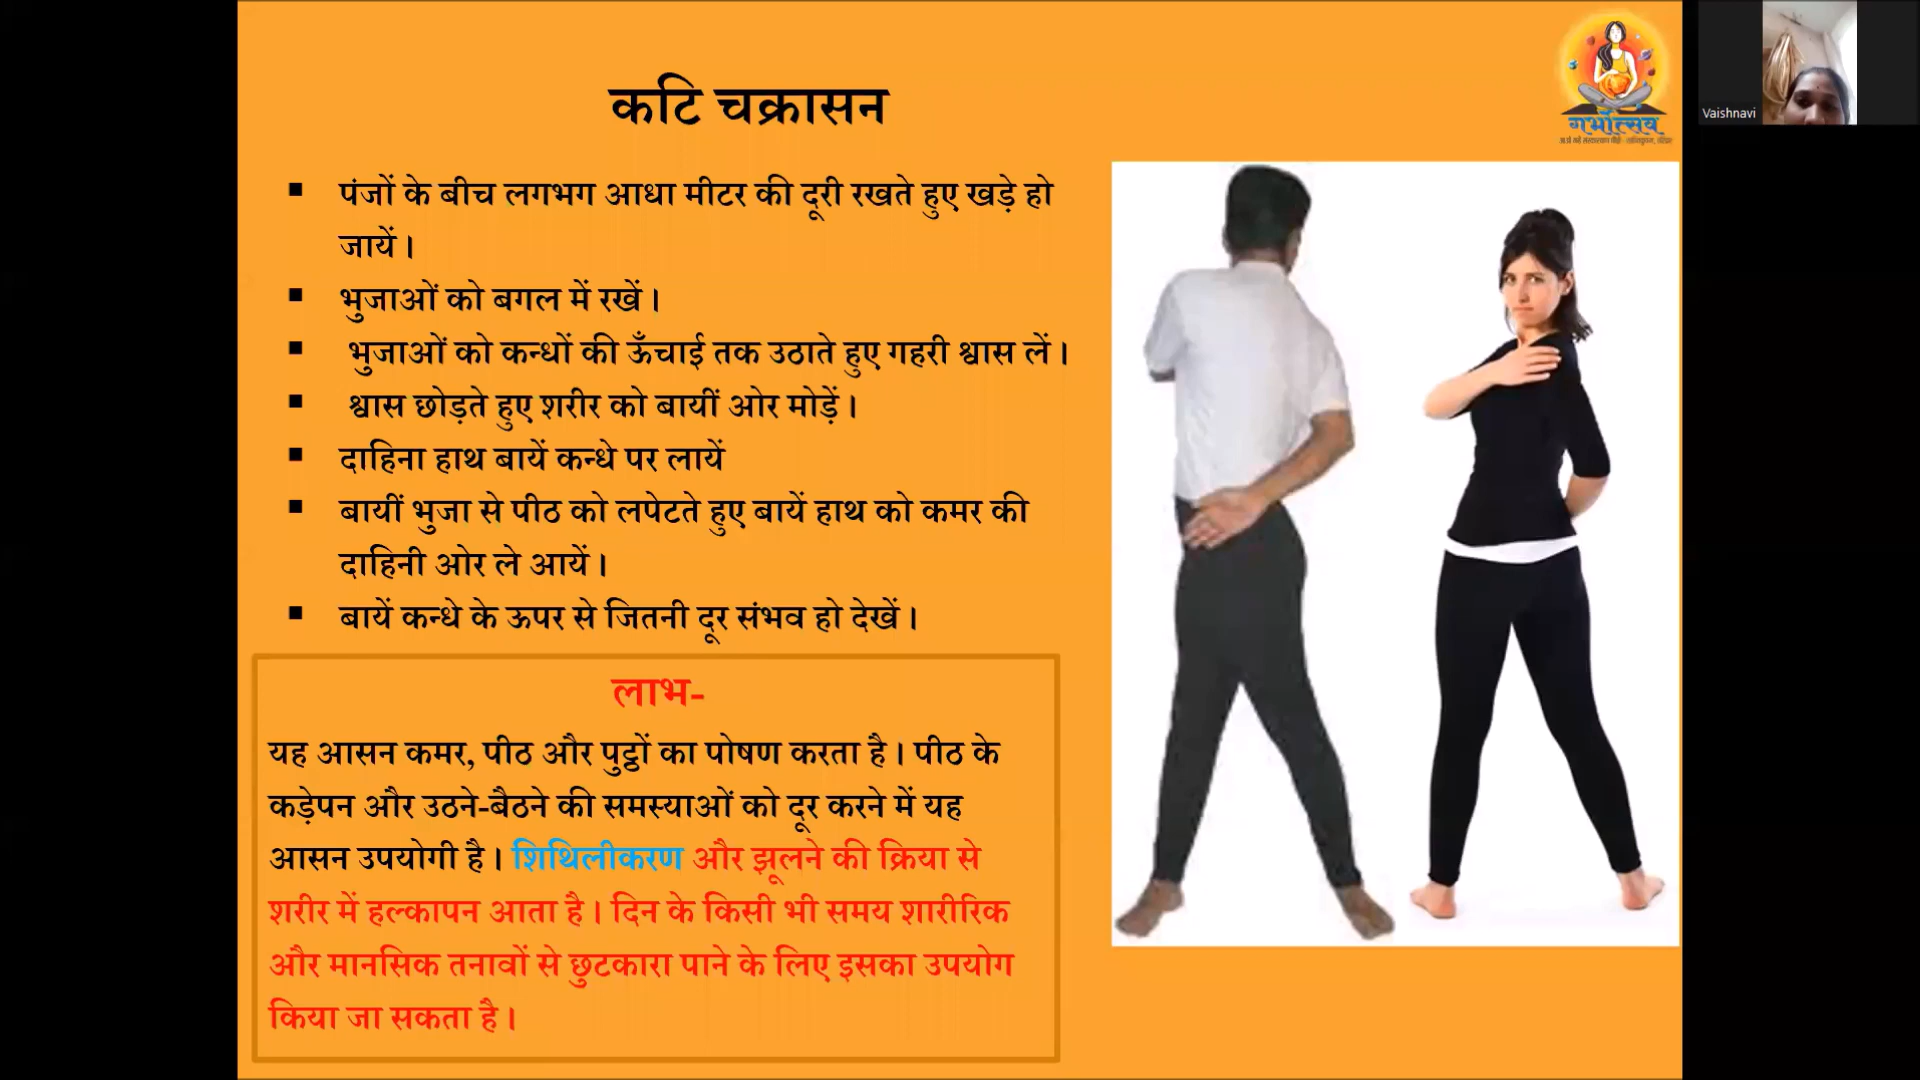 कटि चक्रासन
▪ पंजों के बीच लगभग आधा मीटर की दूरी रखते हुए खड़े हो
जायें।
▪ भुजाओं को बगल में रखें।
▪ भुजाओं को कन्धों की ऊँचाई तक उठाते हुए गहरी श्वास लें।
▪ श्वास छोड़ते हुए शरीर को बायीं ओर मोड़ें।
▪ दाहिना हाथ बायें कन्धे पर लायें
▪ बायीं भुजा से पीठ को लपेटते हुए बायें हाथ को कमर की
दाहिनी ओर ले आयें।
▪ बायें कन्धे के ऊपर से जितनी दूर संभव हो देखें।
लाभ-
यह आसन कमर, पीठ और पुट्ठों का पोषण करता है। पीठ के
कड़ेपन और उठने-बैठने की समस्याओं को दूर करने में यह
आसन उपयोगी है। शिथिलीकरण और झूलने की क्रिया से
शरीर में हल्कापन आता है। दिन के किसी भी समय शारीरिक
और मानसिक तनावों से छुटकारा पाने के लिए इसका उपयोग
किया जा सकता है।
गर्भोत्सव
Vaishnavi